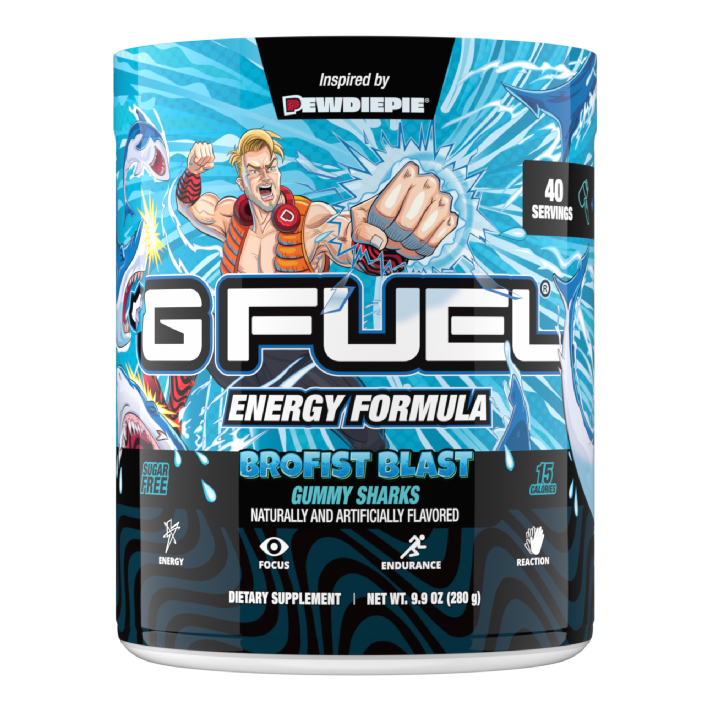 Inspired by
PEWDIEPIE®
40
SERVINGS
G FUEL®
ENERGY FORMULA
BROFIST BLAST
SUGAR
FREE
15
CALORIES
GUMMY SHARKS
NATURALLY AND ARTIFICIALLY FLAVORED
ENERGY
FOCUS
ENDURANCE
REACTION
DIETARY SUPPLEMENT | NET WT. 9.9 OZ (280 g)